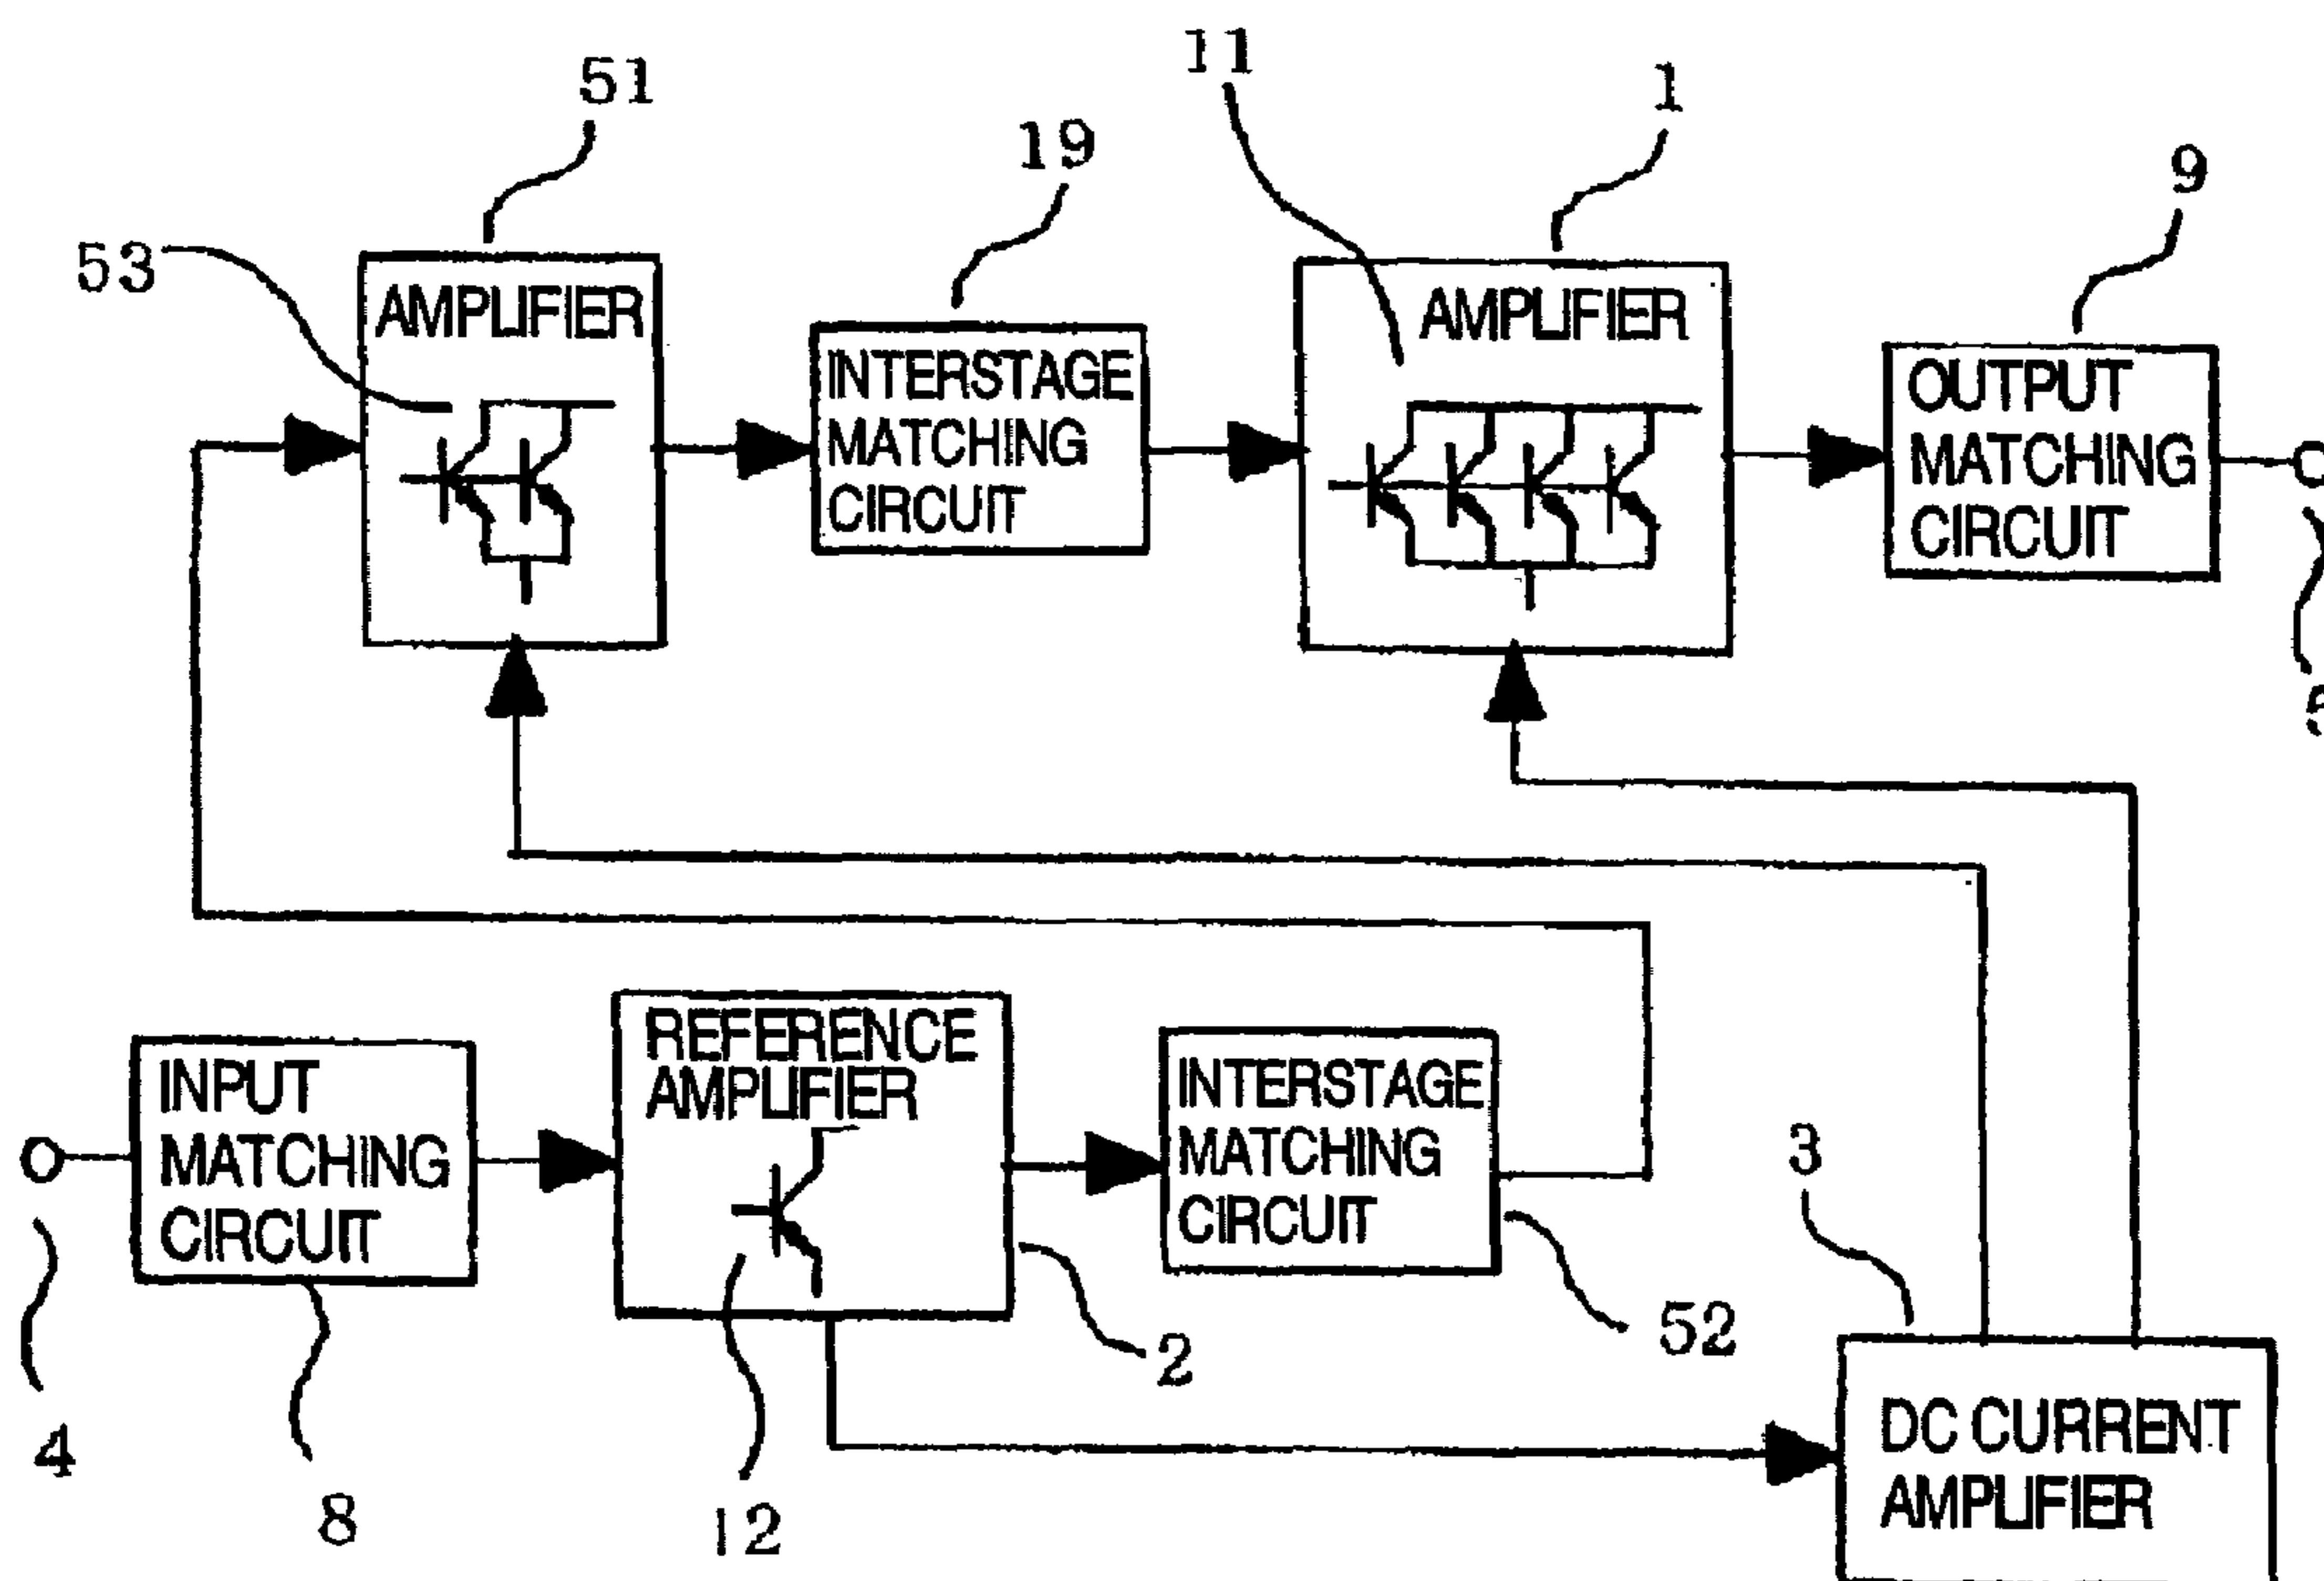 51
11
1
19
9
53
AMPLIFIER
AMPLIFIER
INTERSTAGE
MATCHING
CIRCUIT
OUTPUT
MATCHING
CIRCUIT
REFERENCE
AMPLIFIER
INPUT
MATCHING
CIRCUIT
INTERSTAGE
MATCHING
CIRCUIT
3
52
2
4
8
12
DC CURRENT
AMPLIFIER